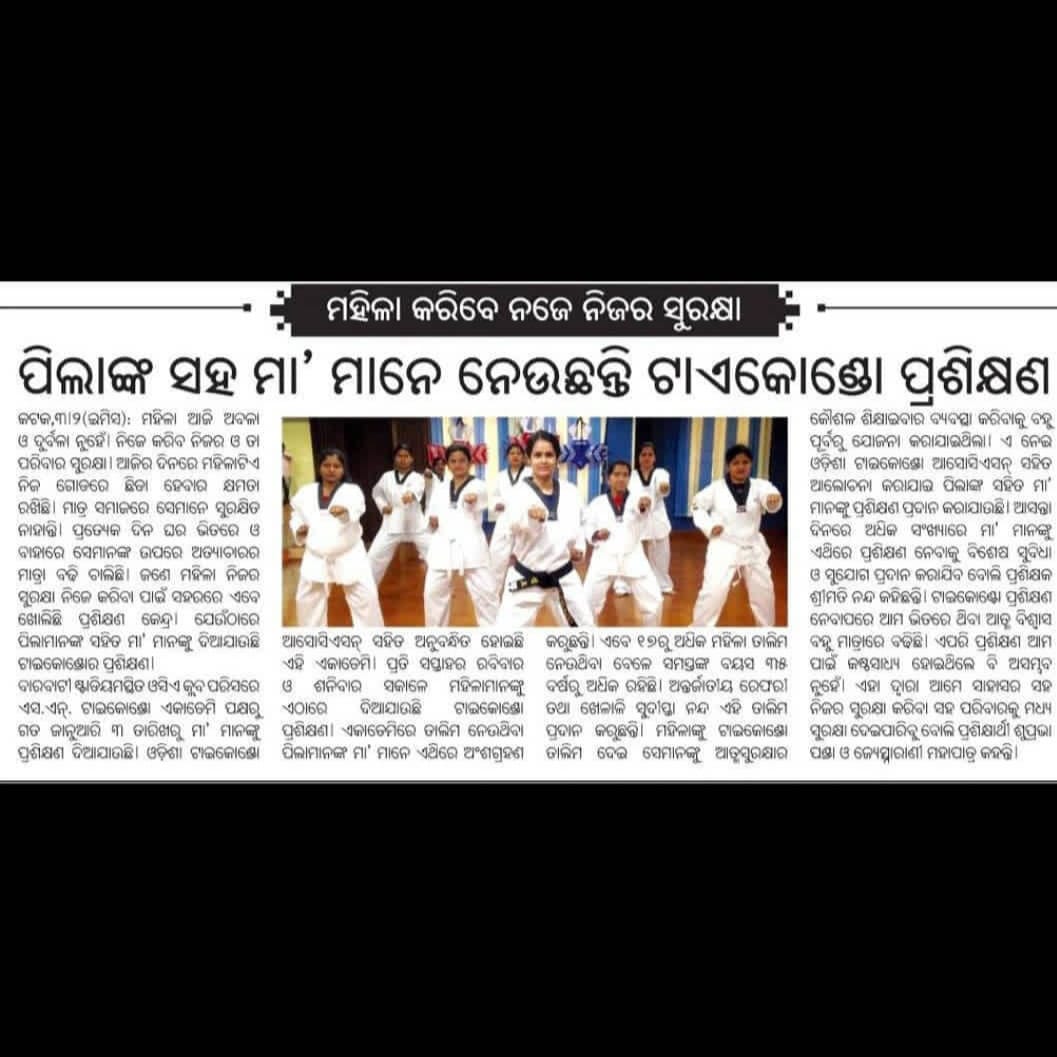 ମହିଳା କରିବେ ନିଜେ ନିଜର ସୁରକ୍ଷା
ପିଲାଙ୍କ ସହ ମା’ ମାନେ ନେଉଛନ୍ତି ଟାଏକୋଣ୍ଡୋ ପ୍ରଶିକ୍ଷଣ
କଟକ,୩।୨(ଇମିସ): ମହିଳା ଆଜି ଅବଳା
ଓ ଦୁର୍ବଳା ନୁହେଁ। ନିଜେ କରିବ ନିଜର ଓ ତା
ପରିବାର ସୁରକ୍ଷା। ଆଜିର ଦିନରେ ମହିଳାଟିଏ
ନିଜ ଗୋଡରେ ଛିଡା ହେବାର କ୍ଷମତା
ରଖିଛି। ମାତ୍ର ସମାଜରେ ସେମାନେ ସୁରକ୍ଷିତ
ନାହାନ୍ତି। ପ୍ରତ୍ୟେକ ଦିନ ଘର ଭିତରେ ଓ
ବାହାରେ ସେମାନଙ୍କ ଉପରେ ଅତ୍ୟାଚାରର
ମାତ୍ରା ବଢି ଚାଲିଛି। ଜଣେ ମହିଳା ନିଜର
ସୁରକ୍ଷା ନିଜେ କରିବା ପାଇଁ ସହରରେ ଏବେ
ଖୋଲିଛି ପ୍ରଶିକ୍ଷଣ କେନ୍ଦ୍ର। ଯେଉଁଠାରେ
ପିଲାମାନଙ୍କ ସହିତ ମା’ ମାନଙ୍କୁ ଦିଆଯାଉଛି
ଟାଇକୋଣ୍ଡୋର ପ୍ରଶିକ୍ଷଣ।
ବାରବାଟୀ ଷ୍ଟାଡିୟମସ୍ଥିତ ଓସିଏ କ୍ଲବ ପରିସରେ
ଏସ.ଏନ୍. ଟାଇକୋଣ୍ଡୋ ଏକାଡେମି ପକ୍ଷରୁ
ଗତ ଜାନୁଆରି ୩ ତାରିଖରୁ ମା’ ମାନଙ୍କୁ
ପ୍ରଶିକ୍ଷଣ ଦିଆଯାଉଛି। ଓଡ଼ିଶା ଟାଇକୋଣ୍ଡୋ
ଆସୋସିଏସନ୍ ସହିତ ଅନୁବନ୍ଧିତ ହୋଇଛି
ଏହି ଏକାଡେମି। ପ୍ରତି ସପ୍ତାହର ରବିବାର
ଓ ଶନିବାର ସକାଳେ ମହିଳାମାନଙ୍କୁ
ଏଠାରେ ଦିଆଯାଉଛି ଟାଇକୋଣ୍ଡୋ
ପ୍ରଶିକ୍ଷଣ। ଏକାଡେମିରେ ତାଲିମ ନେଉଥିବା
ପିଲାମାନଙ୍କ ମା’ ମାନେ ଏଥିରେ ଅଂଶଗ୍ରହଣ
କରୁଛନ୍ତି। ଏବେ ୧୭ରୁ ଅଧିକ ମହିଳା ତାଲିମ
ନେଉଥିବା ବେଳେ ସମସ୍ତଙ୍କ ବୟସ ୩୫
ବର୍ଷରୁ ଅଧିକ ରହିଛି। ଅନ୍ତର୍ଜାତୀୟ ରେଫରୀ
ତଥା ଖେଳାଳି ସୁଦୀପ୍ତା ନନ୍ଦ ଏହି ତାଲିମ
ପ୍ରଦାନ କରୁଛନ୍ତି। ମହିଳାଙ୍କୁ ଟାଇକୋଣ୍ଡୋ
ତାଲିମ ଦେଇ ସେମାନଙ୍କୁ ଆତ୍ମସୁରକ୍ଷାର
କୌଶଳ ଶିକ୍ଷାଇବାର ବ୍ୟବସ୍ଥା କରିବାକୁ ବହୁ
ପୂର୍ବରୁ ଯୋଜନା କରାଯାଇଥିଲା। ଏ ନେଇ
ଓଡ଼ିଶା ଟାଇକୋଣ୍ଡୋ ଆସୋସିଏସନ୍ ସହିତ
ଆଲୋଚନା କରାଯାଇ ପିଲାଙ୍କ ସହିତ ମା’
ମାନଙ୍କୁ ପ୍ରଶିକ୍ଷଣ ପ୍ରଦାନ କରାଯାଉଛି। ଆସନ୍ତା
ଦିନରେ ଅଧିକ ସଂଖ୍ୟାରେ ମା’ ମାନଙ୍କୁ
ଏଥିରେ ପ୍ରଶିକ୍ଷଣ ନେବାକୁ ବିଶେଷ ସୁବିଧା
ଓ ସୁଯୋଗ ପ୍ରଦାନ କରାଯିବ ବୋଲି ପ୍ରଶିକ୍ଷକ
ଶ୍ରୀମତି ନନ୍ଦ କହିଛନ୍ତି। ଟାଇକୋଣ୍ଡୋ ପ୍ରଶିକ୍ଷଣ
ନେବାପରେ ଆମ ଭିତରେ ଥିବା ଆତ୍ମ ବିଶ୍ୱାସ
ବହୁ ମାତ୍ରାରେ ବଢ଼ିଛି। ଏପରି ପ୍ରଶିକ୍ଷଣ ଆମ
ପାଇଁ କଷ୍ଟସାଧ୍ୟ ହୋଇଥିଲେ ବି ଅସମ୍ଭବ
ନୁହେଁ। ଏହା ଦ୍ୱାରା ଆମେ ସାହାସର ସହ
ନିଜର ସୁରକ୍ଷା କରିବା ସହ ପରିବାରକୁ ମଧ୍ୟ
ସୁରକ୍ଷା ଦେଇପାରିବୁ ବୋଲି ପ୍ରଶିକ୍ଷାର୍ଥୀ ଶୁପ୍ରଭା
ପଣ୍ଡା ଓ ଜ୍ୟୋତ୍ସ୍ନାରାଣୀ ମହାପାତ୍ର କହନ୍ତି।